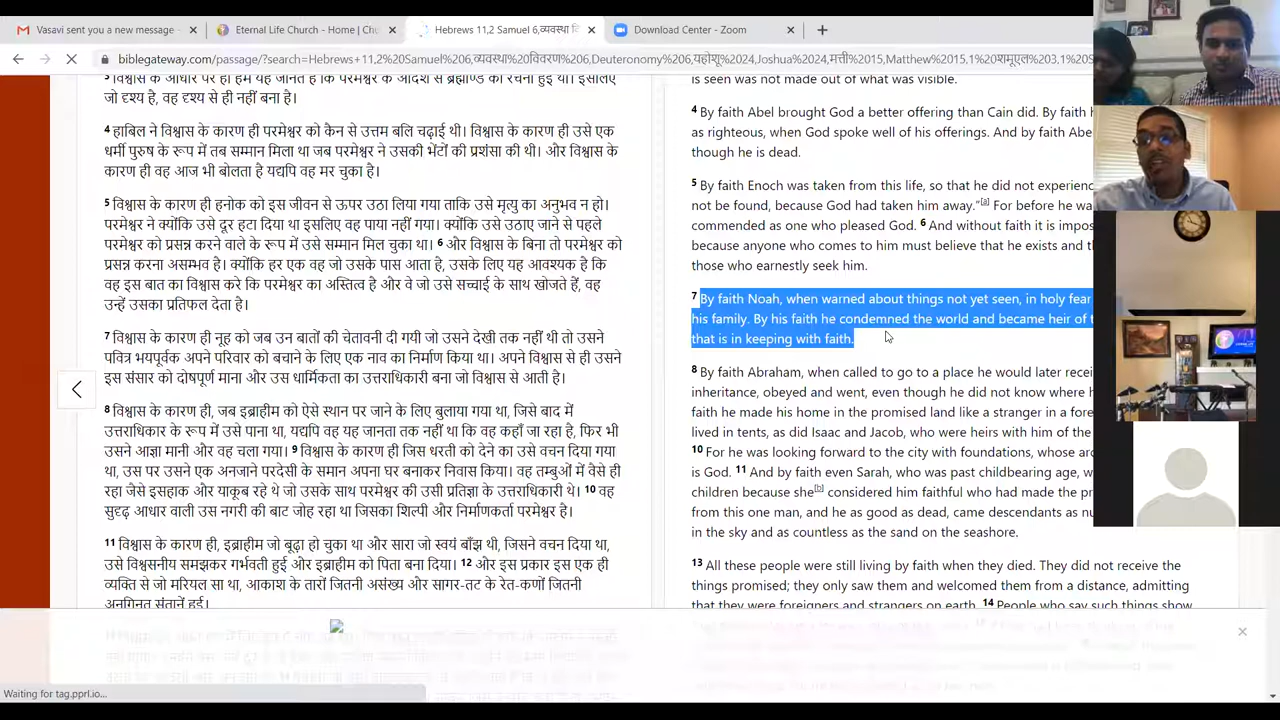 Vasavi sent you a new message -
Eternal Life Church - Home | Ch
Hebrews 11,2 Samuel 6,व्यवस्था वि
Download Center - Zoom
biblegateway.com/passage/?search=Hebrews+11,2%20Samuel%206,व्यवस्था%20विवरण%206,Deuteronomy%206,यहोशू%2024,Joshua%2024,मत्ती%2015,Matthew%2015,1%20शमूएल%203,1%20S
विश्वास के आधार पर ही हम यह जानते हैं कि परमेश्वर के आदेश से ब्रह्माण्ड की रचना हुई थी। इसलिए
जो दृश्य है, वह दृश्य से ही नहीं बना है।
4 हाबिल ने विश्वास के कारण ही परमेश्वर को कैन से उत्तम बलि चढ़ाई थी। विश्वास के कारण ही उसे एक
धर्मी पुरुष के रूप में तब सम्मान मिला था जब परमेश्वर ने उसकी भेंटों की प्रशंसा की थी। और विश्वास के
कारण ही वह आज भी बोलता है यद्यपि वह मर चुका है।
5 विश्वास के कारण ही हनोक को इस जीवन से ऊपर उठा लिया गया ताकि उसे मृत्यु का अनुभव न हो।
परमेश्वर ने क्योंकि उसे दूर हटा दिया था इसलिए वह पाया नहीं गया। क्योंकि उसे उठाए जाने से पहले
परमेश्वर को प्रसन्न करने वाले के रूप में उसे सम्मान मिल चुका था। 6 और विश्वास के बिना तो परमेश्वर को
प्रसन्न करना असम्भव है। क्योंकि हर एक वह जो उसके पास आता है, उसके लिए यह आवश्यक है कि
वह इस बात का विश्वास करे कि परमेश्वर का अस्तित्व है और वे जो उसे सच्चाई के साथ खोजते हैं, वह
उन्हें उसका प्रतिफल देता है।
7 विश्वास के कारण ही नूह को जब उन बातों की चेतावनी दी गयी जो उसने देखी तक नहीं थी तो उसने
पवित्र भयपूर्वक अपने परिवार को बचाने के लिए एक नाव का निर्माण किया था। अपने विश्वास से ही उसने
इस संसार को दोषपूर्ण माना और उस धार्मिकता का उत्तराधिकारी बना जो विश्वास से आती है।
8 विश्वास के कारण ही, जब इब्राहीम को ऐसे स्थान पर जाने के लिए बुलाया गया था, जिसे बाद में
उत्तराधिकार के रूप में उसे पाना था, यद्यपि वह यह जानता तक नहीं था कि वह कहाँ जा रहा है, फिर भी
उसने आज्ञा मानी और वह चला गया। 9 विश्वास के कारण ही जिस धरती को देने का उसे वचन दिया गया
था, उस पर उसने एक अनजाने परदेसी के समान अपना घर बनाकर निवास किया। वह तम्बुओं में वैसे ही
रहा जैसे इसहाक और याकूब रहे थे जो उसके साथ परमेश्वर की उसी प्रतिज्ञा के उत्तराधिकारी थे। 10 वह
सुदृढ़ आधार वाली उस नगरी की बाट जोह रहा था जिसका शिल्पी और निर्माणकर्ता परमेश्वर है।
11 विश्वास के कारण ही, इब्राहीम जो बूढ़ा हो चुका था और सारा जो स्वयं बाँझ थी, जिसने वचन दिया था,
उसे विश्वसनीय समझकर गर्भवती हुई और इब्राहीम को पिता बना दिया। 12 और इस प्रकार इस एक ही
व्यक्ति से जो मरियल सा था, आकाश के तारों जितनी असंख्य और सागर-तट के रेत-कणों जितनी
अनगिनत संतानें हुईं।
is seen was not made out of what was visible.
4 By faith Abel brought God a better offering than Cain did. By faith h
as righteous, when God spoke well of his offerings. And by faith Abe
though he is dead.
5 By faith Enoch was taken from this life, so that he did not experienc
not be found, because God had taken him away.”[a] For before he wa
commended as one who pleased God. 6 And without faith it is impos
because anyone who comes to him must believe that he exists and th
those who earnestly seek him.
7 By faith Noah, when warned about things not yet seen, in holy fear
his family. By his faith he condemned the world and became heir of t
that is in keeping with faith.
8 By faith Abraham, when called to go to a place he would later recei
inheritance, obeyed and went, even though he did not know where h
faith he made his home in the promised land like a stranger in a fore
lived in tents, as did Isaac and Jacob, who were heirs with him of the
10 For he was looking forward to the city with foundations, whose arc
is God. 11 And by faith even Sarah, who was past childbearing age, w
children because she[b] considered him faithful who had made the pr
from this one man, and he as good as dead, came descendants as nu
in the sky and as countless as the sand on the seashore.
13 All these people were still living by faith when they died. They did not receive the
things promised; they only saw them and welcomed them from a distance, admitting
that they were foreigners and strangers on earth. 14 People who say such things show
Waiting for tag.pprl.io...